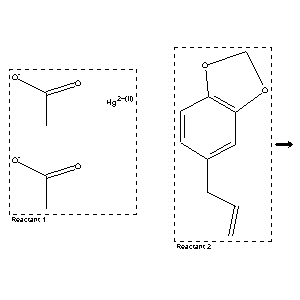 O⁻ O
Hg²⁺(II)
O⁻ O
Reactant 1
O
O
Reactant 2